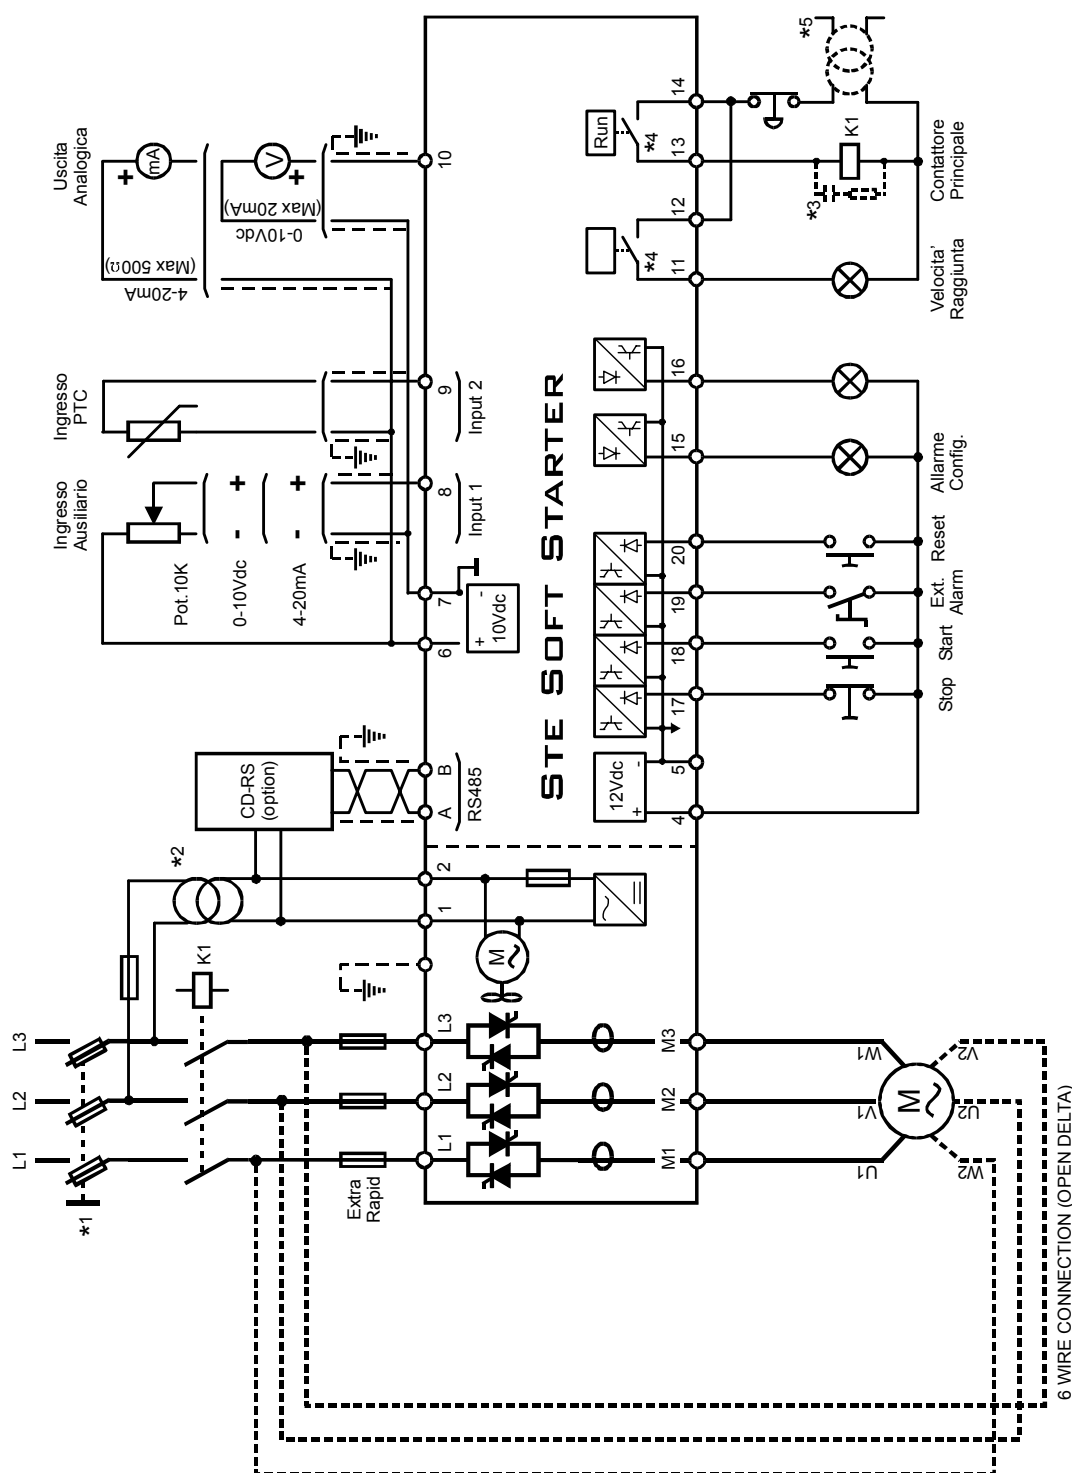 L1
L2
L3
*1
K1
*2
CD-RS
(option)
Extra
Rapid
Ingresso
Ausiliario
Pot.10K
0-10Vdc
- +
4-20mA
- +
Ingresso
PTC
Uscita
Analogica
+
mA
4-20mA
(Max 500Ω)
V
+
0-10Vdc
(Max 20mA)
L1
L2
L3
1
2
A
B
RS485
6
7
+ -
10Vdc
8
Input 1
9
Input 2
10
M
STE SOFT STARTER
M1
M2
M3
12Vdc
+ -
4
5
17
18
19
20
15
16
11
12
13
14
*4
Run
*4
U1
V1
W1
M
W2
U2
V2
6 WIRE CONNECTION (OPEN DELTA)
Stop
Start
Ext.
Alarm
Reset
Allarme
Config.
Velocita'
Raggiunta
*3
K1
Contattore
Principale
*5